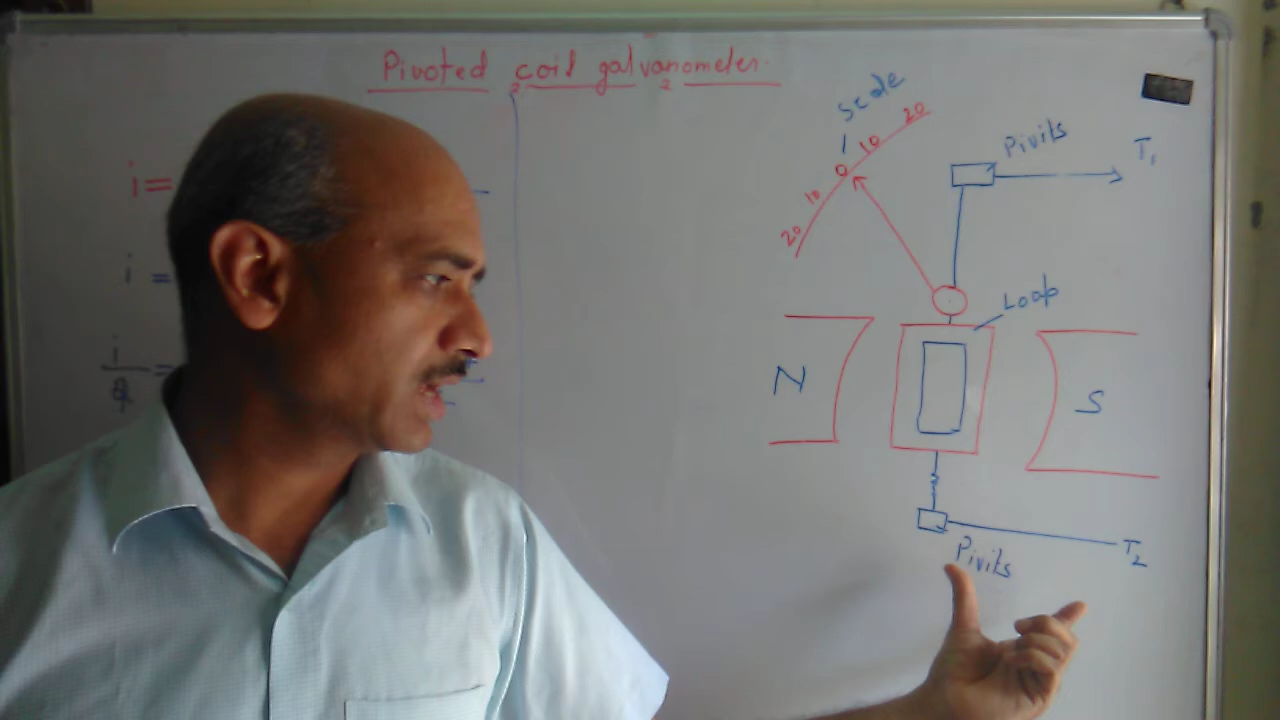 Pivoted coil galvanometer
i =
i =
i
=
scale
20 10 0 10 20
Pivits
T1
Loop
N
S
Pivits
T2